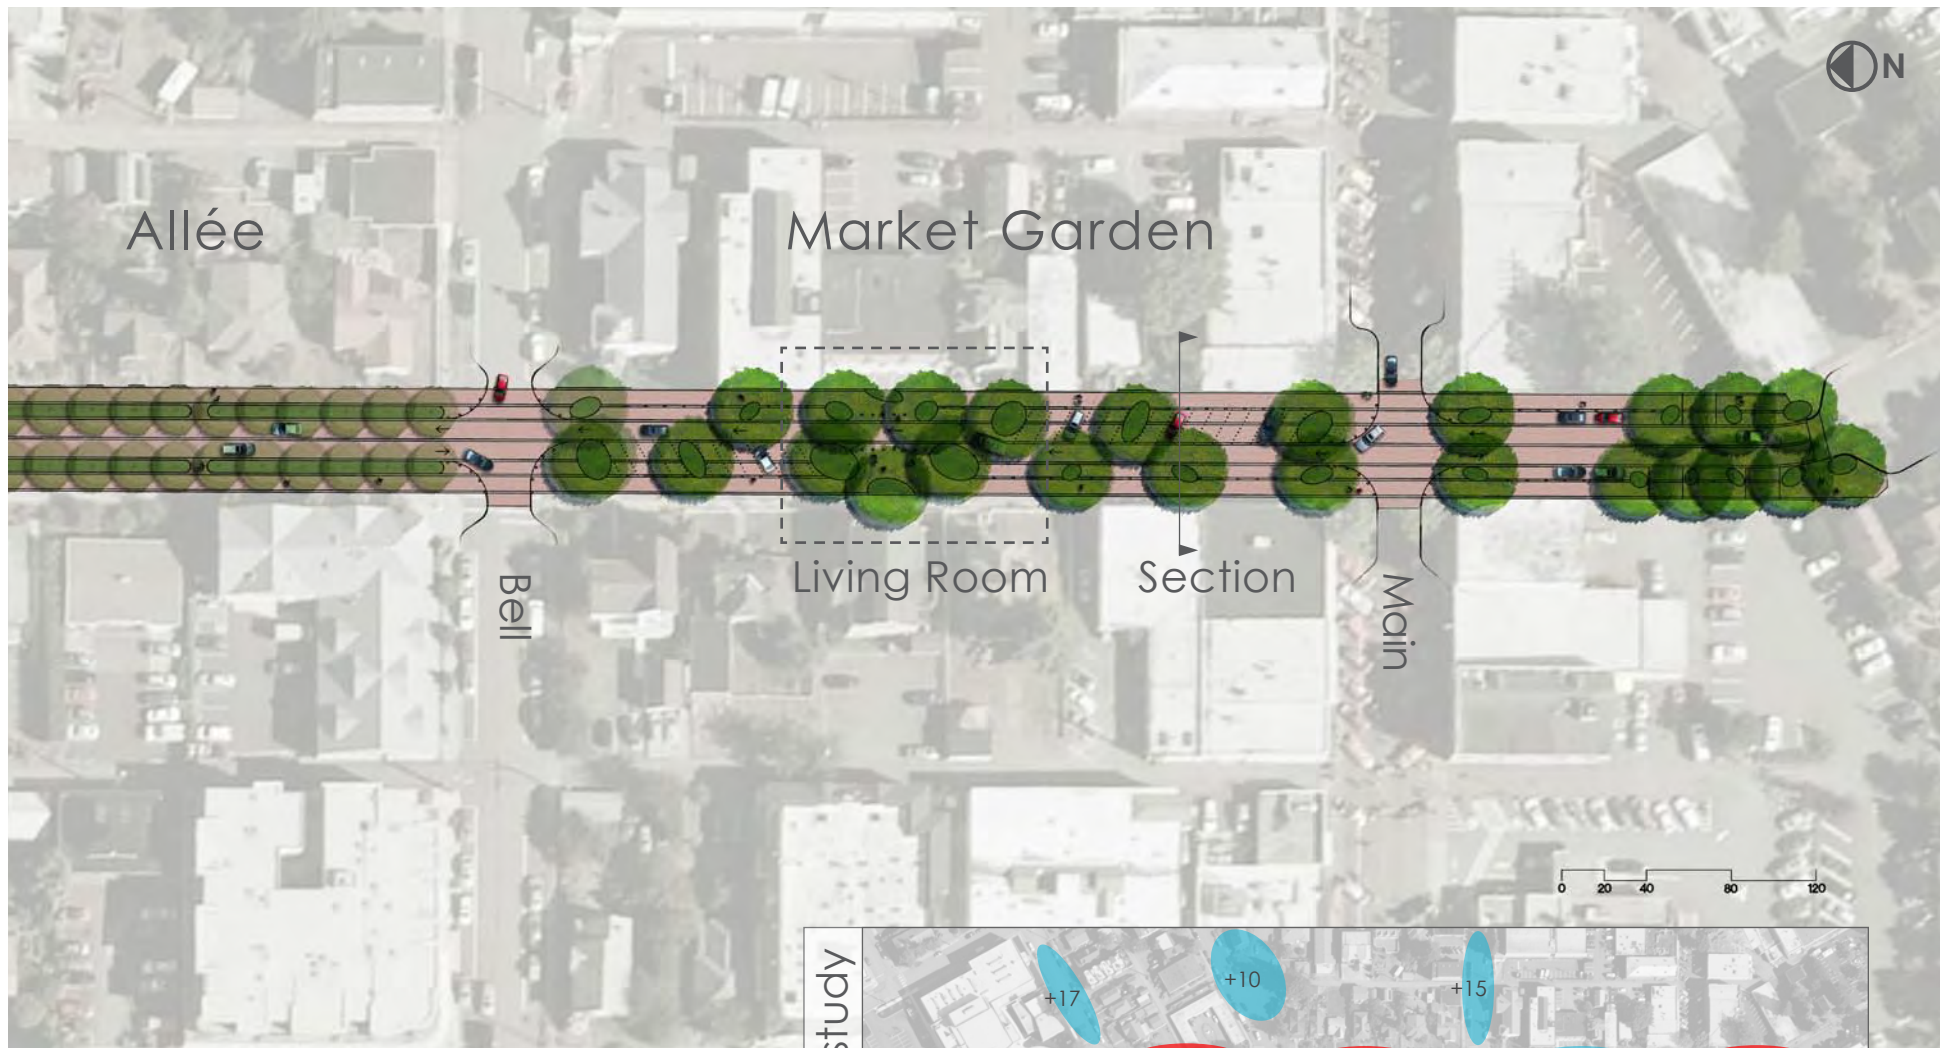 N
Allée
Market Garden
Living Room
Section
Bell
Main
0 20 40 80 120
study
+17
+10
+15